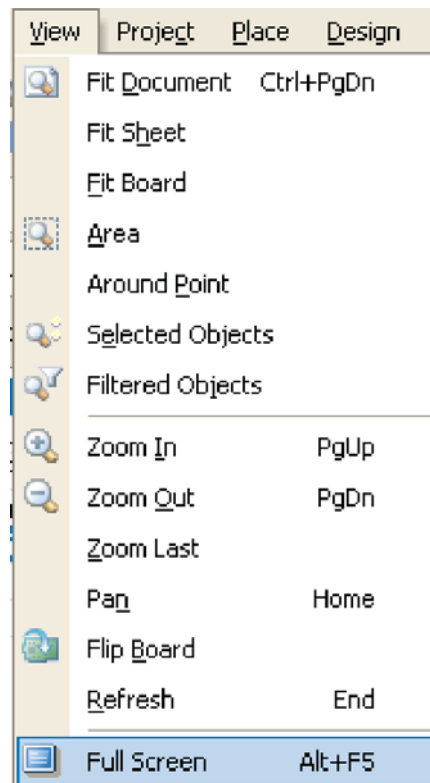 View Project Place Design
Fit Document Ctrl+PgDn
Fit Sheet
Fit Board
Area
Around Point
Selected Objects
Filtered Objects
Zoom In PgUp
Zoom Out PgDn
Zoom Last
Pan Home
Flip Board
Refresh End
Full Screen Alt+F5